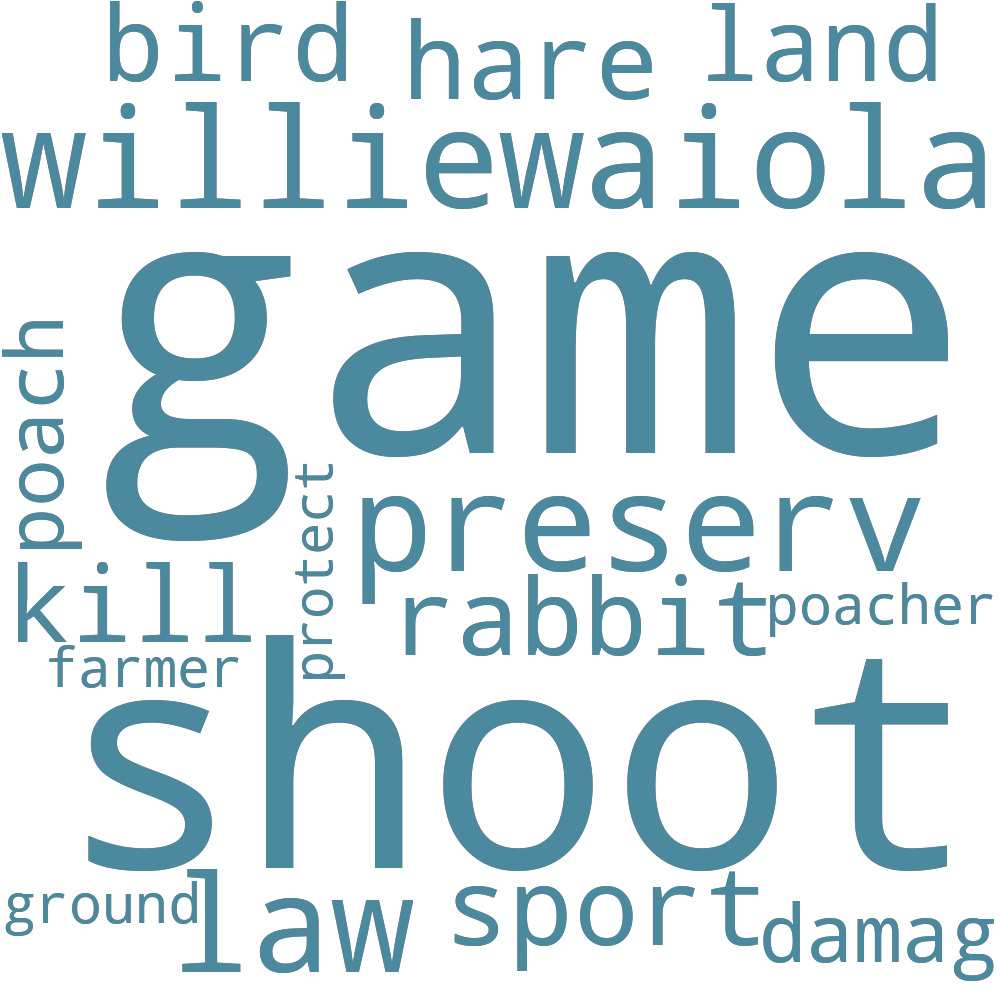 bird hare land
williewaiola
game
poach
protect
preserv
kill
rabbit
poacher
farmer
shoot
ground
law
sport
damag